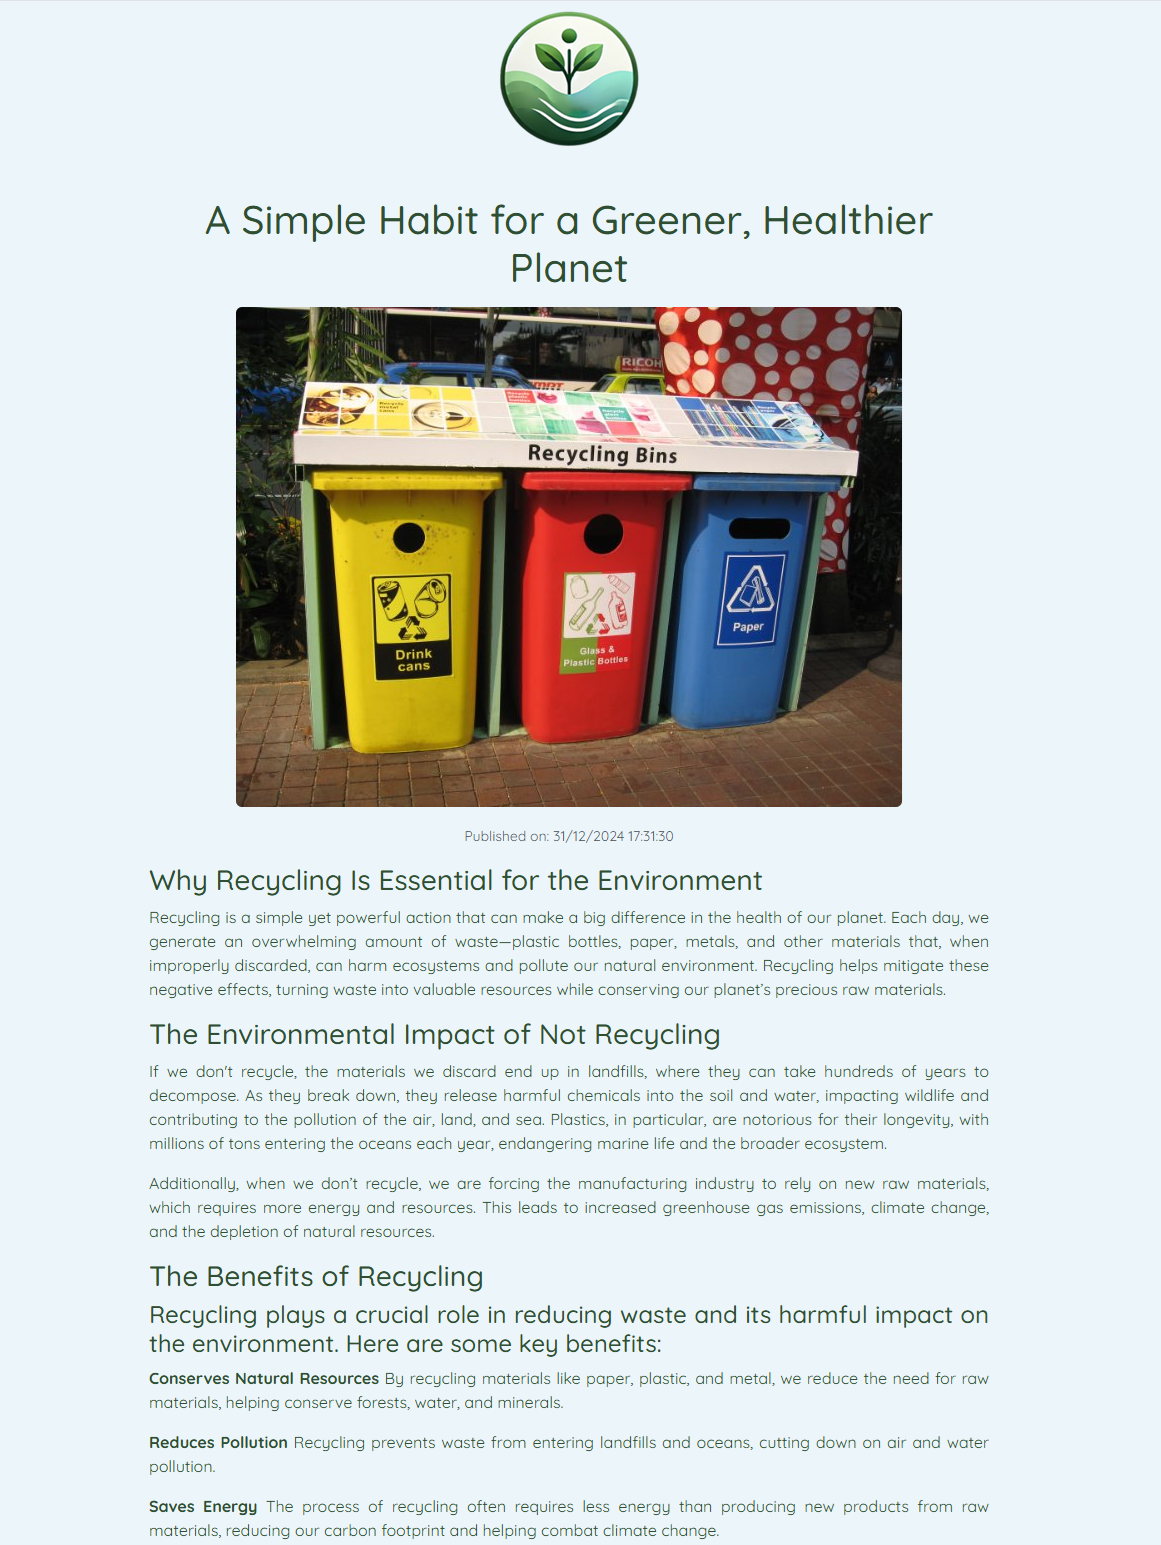 A Simple Habit for a Greener, Healthier
Planet
RICOH
Recycling Bins
Drink
cans
Glass &
Plastic Bottles
Paper
Published on: 31/12/2024 17:31:30
Why Recycling Is Essential for the Environment
Recycling is a simple yet powerful action that can make a big difference in the health of our planet. Each day, we
generate an overwhelming amount of waste—plastic bottles, paper, metals, and other materials that, when
improperly discarded, can harm ecosystems and pollute our natural environment. Recycling helps mitigate these
negative effects, turning waste into valuable resources while conserving our planet’s precious raw materials.
The Environmental Impact of Not Recycling
If we don't recycle, the materials we discard end up in landfills, where they can take hundreds of years to
decompose. As they break down, they release harmful chemicals into the soil and water, impacting wildlife and
contributing to the pollution of the air, land, and sea. Plastics, in particular, are notorious for their longevity, with
millions of tons entering the oceans each year, endangering marine life and the broader ecosystem.
Additionally, when we don’t recycle, we are forcing the manufacturing industry to rely on new raw materials,
which requires more energy and resources. This leads to increased greenhouse gas emissions, climate change,
and the depletion of natural resources.
The Benefits of Recycling
Recycling plays a crucial role in reducing waste and its harmful impact on
the environment. Here are some key benefits:
Conserves Natural Resources By recycling materials like paper, plastic, and metal, we reduce the need for raw
materials, helping conserve forests, water, and minerals.
Reduces Pollution Recycling prevents waste from entering landfills and oceans, cutting down on air and water
pollution.
Saves Energy The process of recycling often requires less energy than producing new products from raw
materials, reducing our carbon footprint and helping combat climate change.